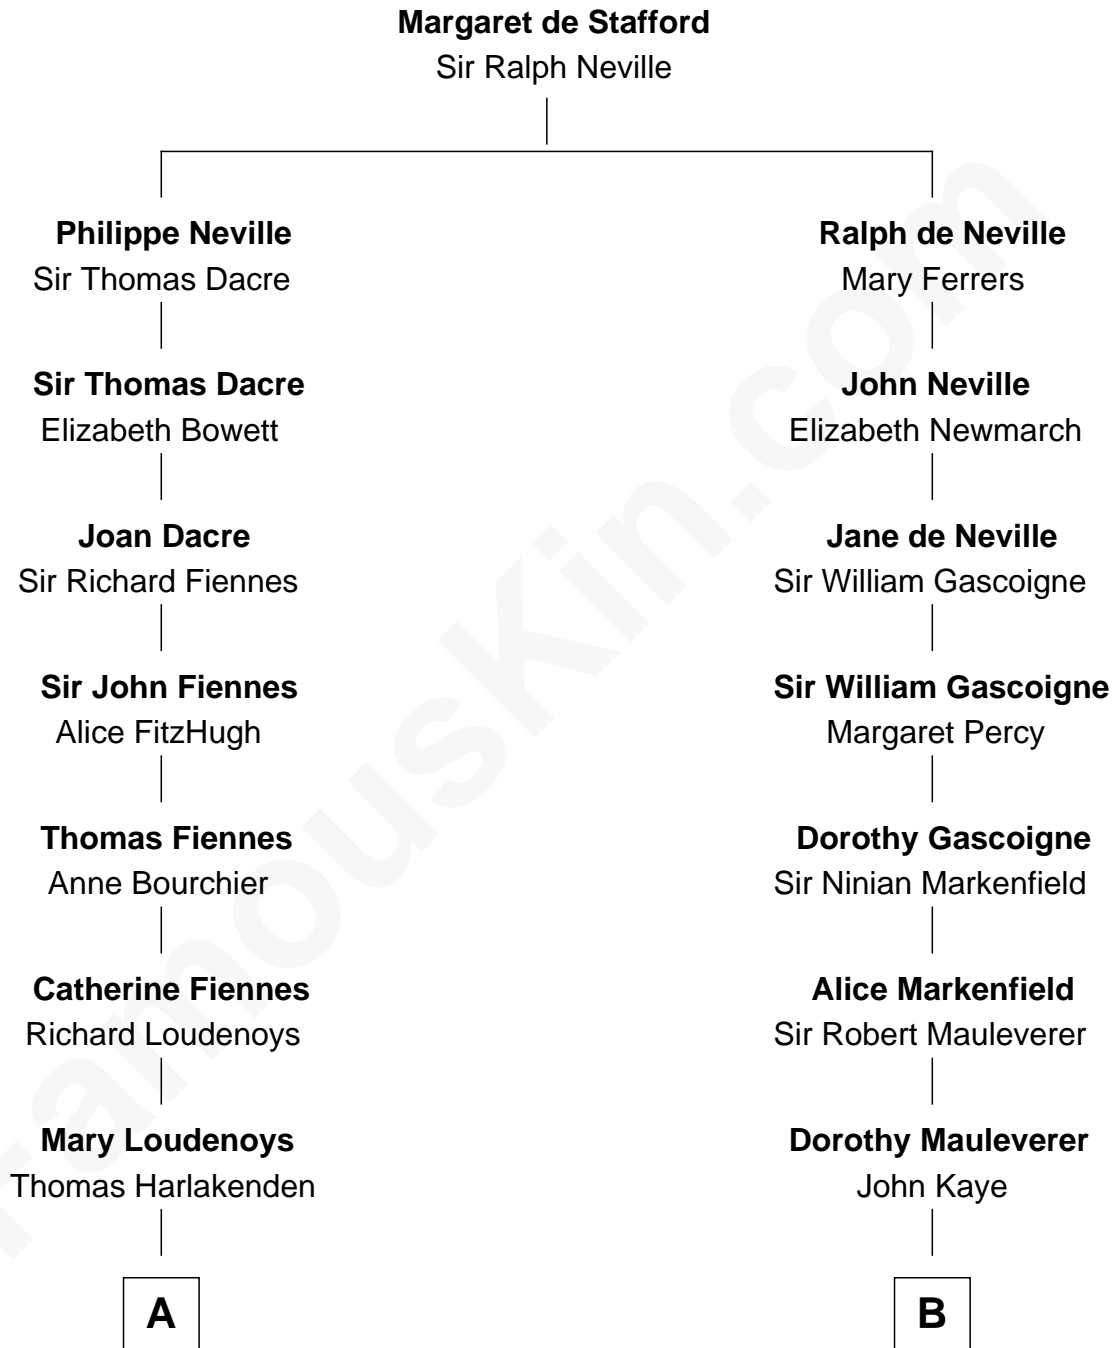 Margaret de Stafford
Sir Ralph Neville
Philippe Neville
Sir Thomas Dacre
Ralph de Neville
Mary Ferrers
Sir Thomas Dacre
Elizabeth Bowett
John Neville
Elizabeth Newmarch
Joan Dacre
Sir Richard Fiennes
Jane de Neville
Sir William Gascoigne
Sir John Fiennes
Alice FitzHugh
Sir William Gascoigne
Margaret Percy
Thomas Fiennes
Anne Bourchier
Dorothy Gascoigne
Sir Ninian Markenfield
Catherine Fiennes
Richard Loudenoys
Alice Markenfield
Sir Robert Mauleverer
Mary Loudenoys
Thomas Harlakenden
Dorothy Mauleverer
John Kaye
A
B
FamousKin.com